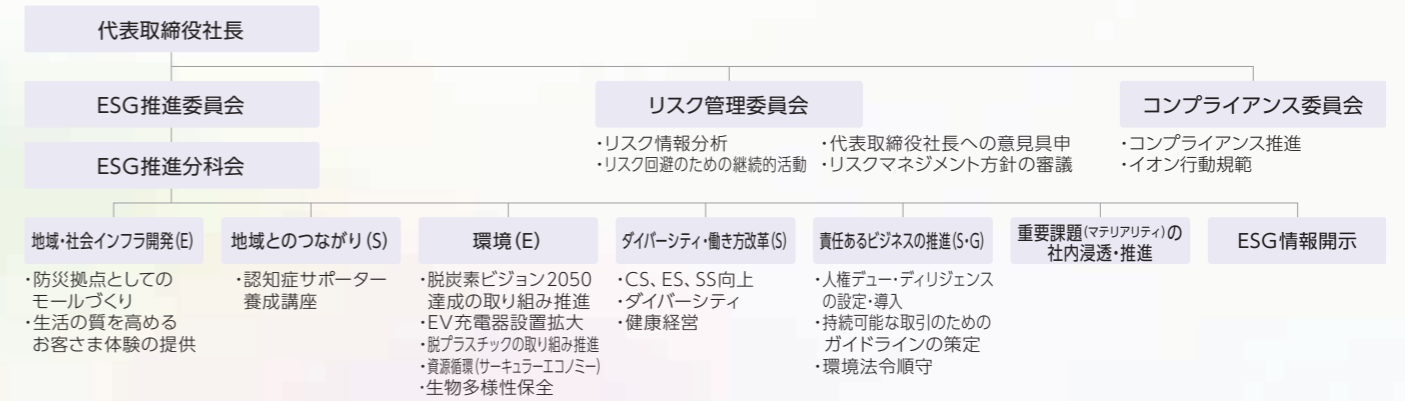 代表取締役社長
ESG推進委員会
リスク管理委員会
・リスク情報分析
・リスク回避のための継続的活動
・代表取締役社長への意見具申
・リスクマネジメント方針の審議
コンプライアンス委員会
・コンプライアンス推進
・イオン行動規範
ESG推進分科会
地域・社会インフラ開発(E)
・防災拠点としての
モールづくり
・生活の質を高める
お客さま体験の提供
地域とのつながり(S)
・認知症サポーター
養成講座
環境(E)
・脱炭素ビジョン2050
達成の取り組み推進
・EV充電器設置拡大
・脱プラスチックの取り組み推進
・資源循環(サーキュラーエコノミー)
・生物多様性保全
ダイバーシティ・働き方改革(S)
・CS、ES、SS向上
・ダイバーシティ
・健康経営
責任あるビジネスの推進(S・G)
・人権デュー・ディリジェンス
の設定・導入
・持続可能な取引のための
ガイドラインの策定
・環境法令順守
重要課題(マテリアリティ)の
社内浸透・推進
ESG情報開示